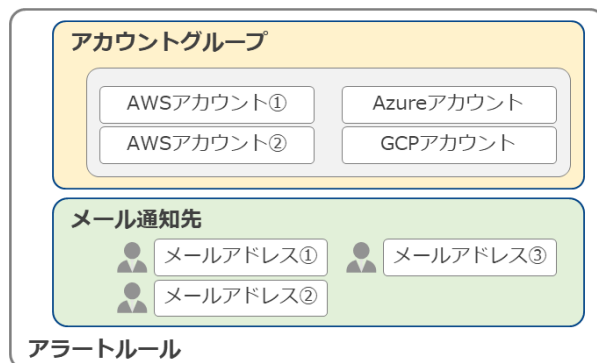 アカウントグループ
AWSアカウント① Azureアカウント
AWSアカウント② GCPアカウント
メール通知先
メールアドレス① メールアドレス③
メールアドレス②
アラートルール